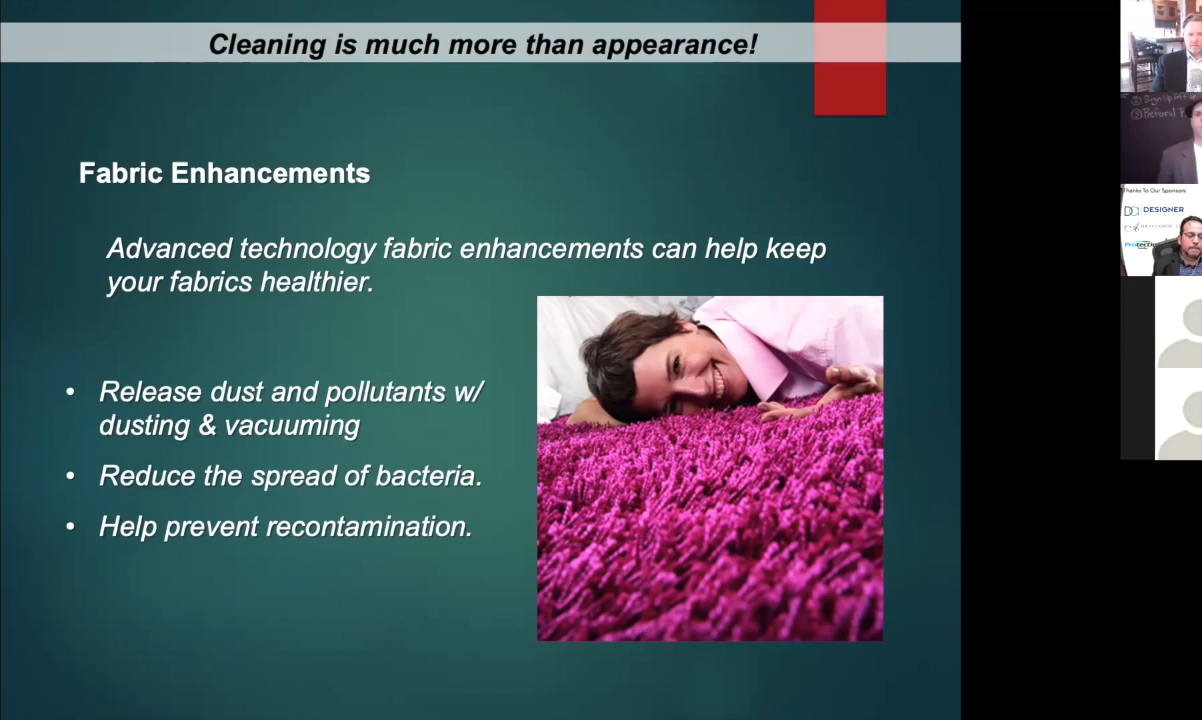 Cleaning is much more than appearance!
Fabric Enhancements
Advanced technology fabric enhancements can help keep
your fabrics healthier.
• Release dust and pollutants w/
dusting & vacuuming
• Reduce the spread of bacteria.
• Help prevent recontamination.
Thanks To Our Sponsors
DESIGNER